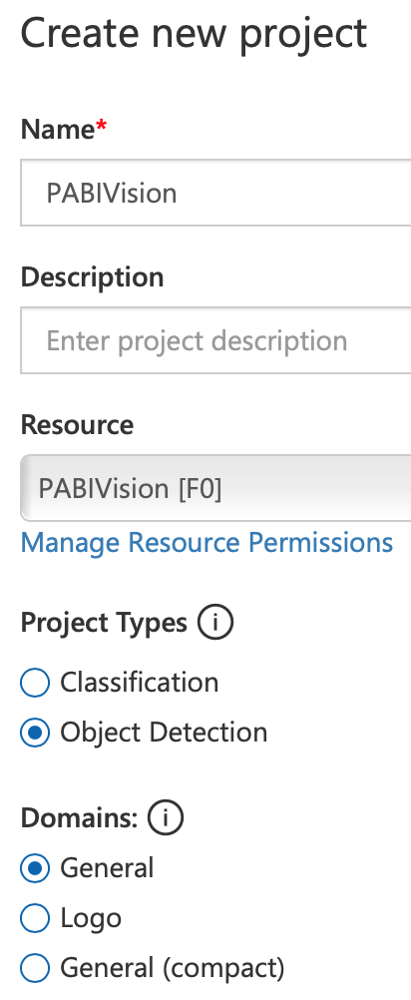 Create new project
Name*
PABIVision
Description
Enter project description
Resource
PABIVision [F0]
Manage Resource Permissions
Project Types i
Classification
Object Detection
Domains: i
General
Logo
General (compact)